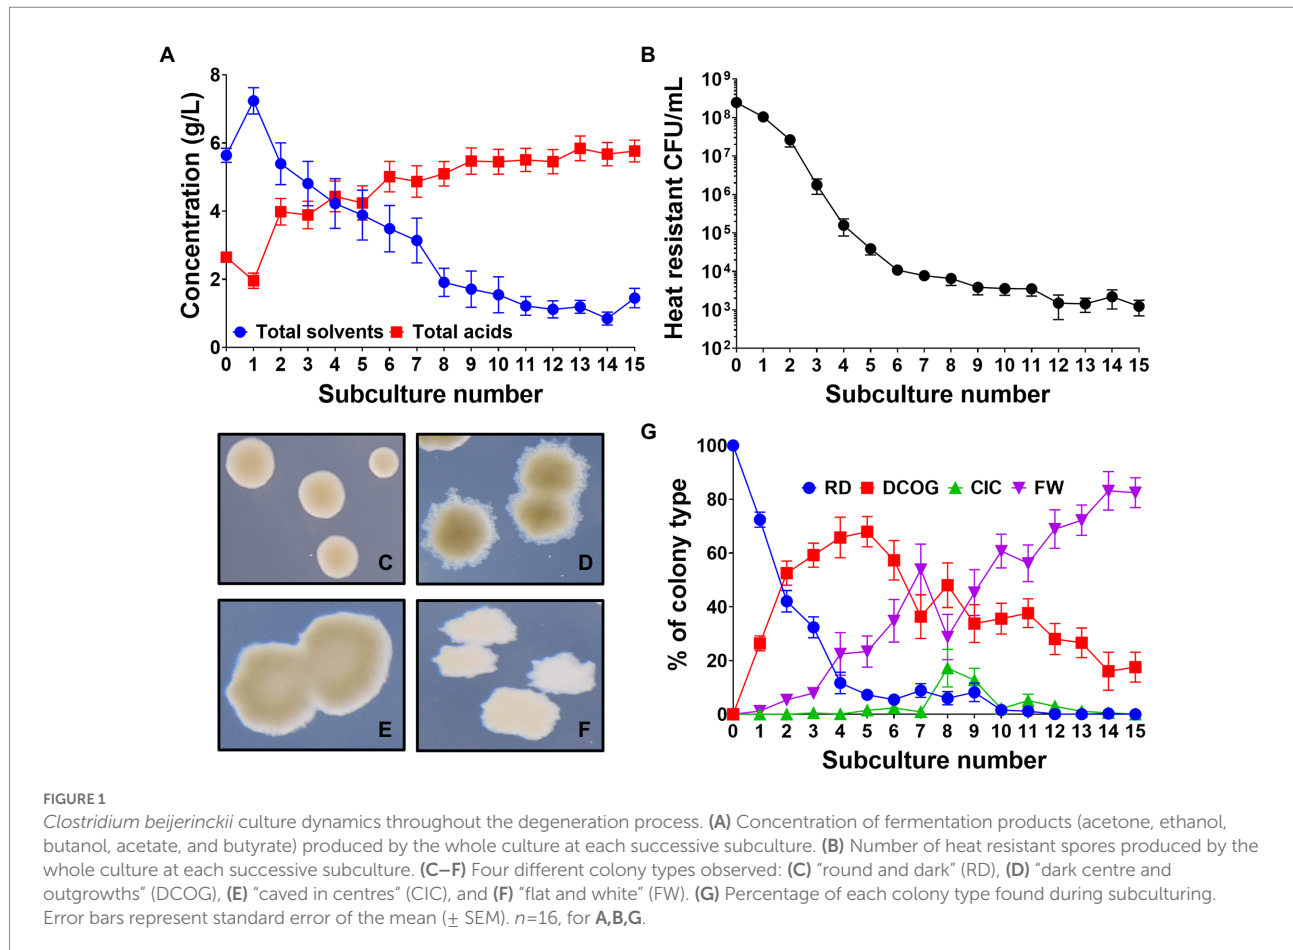 A
Concentration (g/L)
8
6
4
2
0
Total solvents Total acids
0 1 2 3 4 5 6 7 8 9 10 11 12 13 14 15
Subculture number
B
Heat resistant CFU/mL
10⁹
10⁸
10⁷
10⁶
10⁵
10⁴
10³
10²
0 1 2 3 4 5 6 7 8 9 10 11 12 13 14 15
Subculture number
C
D
E
F
G
% of colony type
100
80
60
40
20
0
RD DCOG CIC FW
0 1 2 3 4 5 6 7 8 9 10 11 12 13 14 15
Subculture number
FIGURE 1
Clostridium beijerinckii culture dynamics throughout the degeneration process. (A) Concentration of fermentation products (acetone, ethanol,
butanol, acetate, and butyrate) produced by the whole culture at each successive subculture. (B) Number of heat resistant spores produced by the
whole culture at each successive subculture. (C–F) Four different colony types observed: (C) “round and dark” (RD), (D) “dark centre and
outgrowths” (DCOG), (E) “caved in centres” (CIC), and (F) “flat and white” (FW). (G) Percentage of each colony type found during subculturing.
Error bars represent standard error of the mean (± SEM). n=16, for A,B,G.